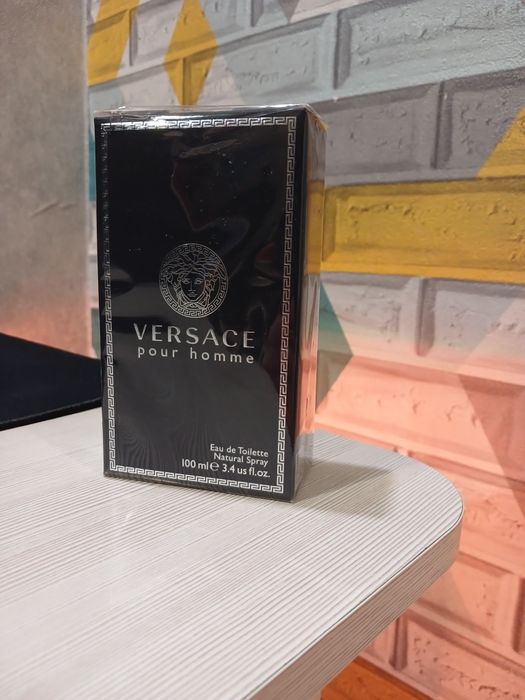 VERSACE
pour homme
Eau de Toilette
Natural Spray
100 ml ℮ 3.4 us fl.oz.